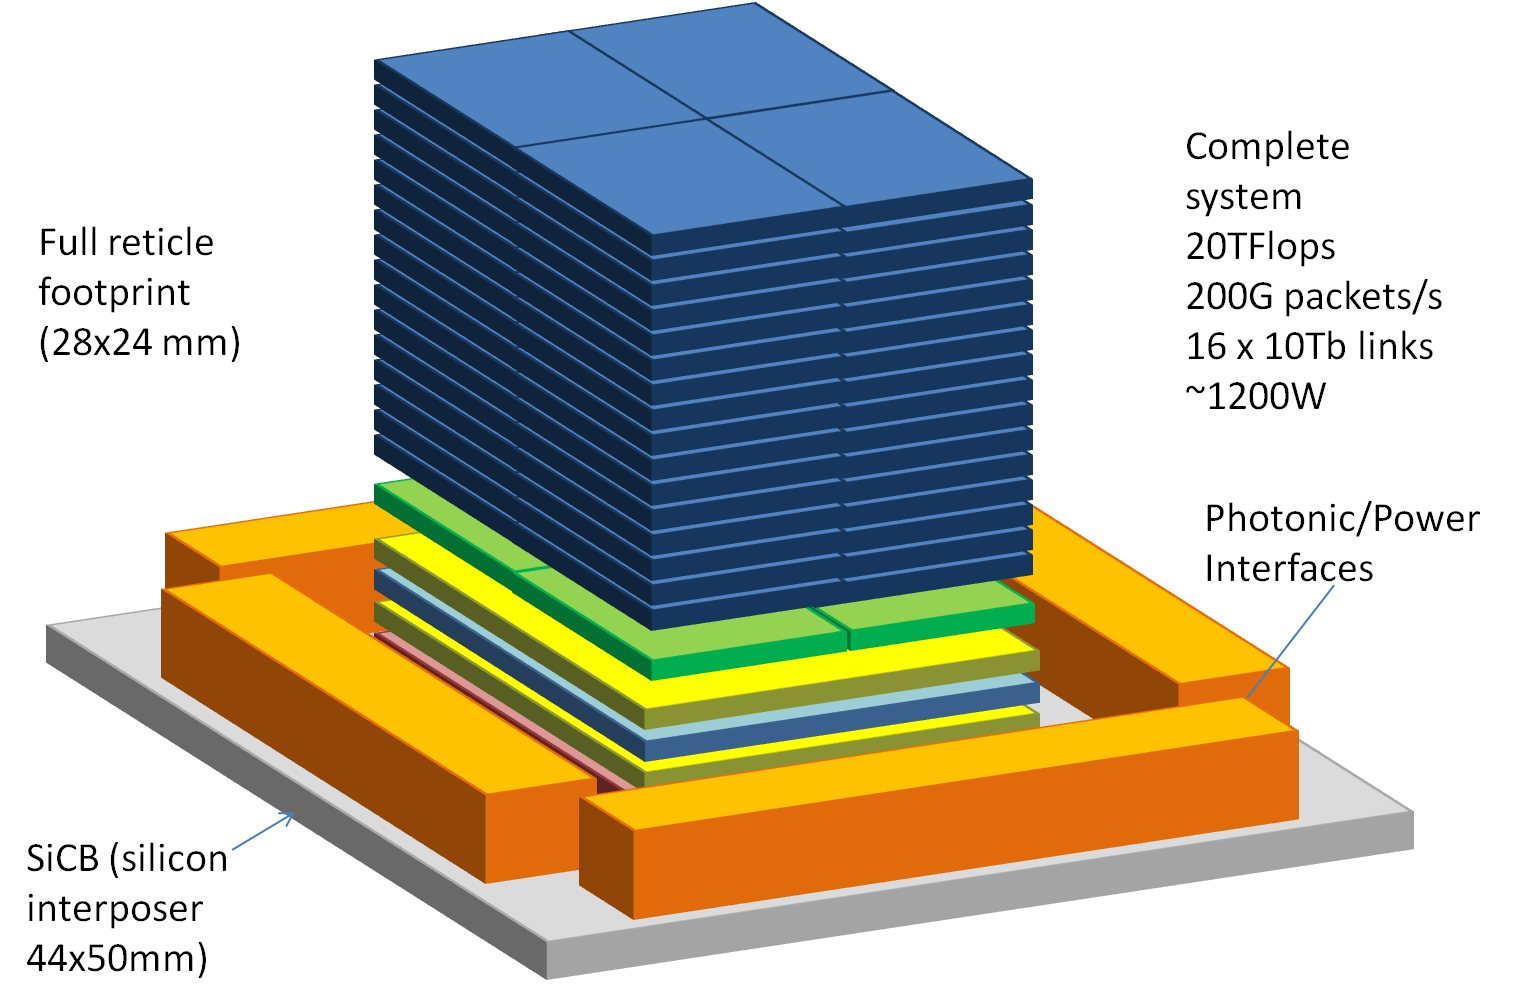 Complete
system
20TFlops
200G packets/s
16 x 10Tb links
~1200W
Full reticle
footprint
(28x24 mm)
Photonic/Power
Interfaces
SiCB (silicon
interposer
44x50mm)